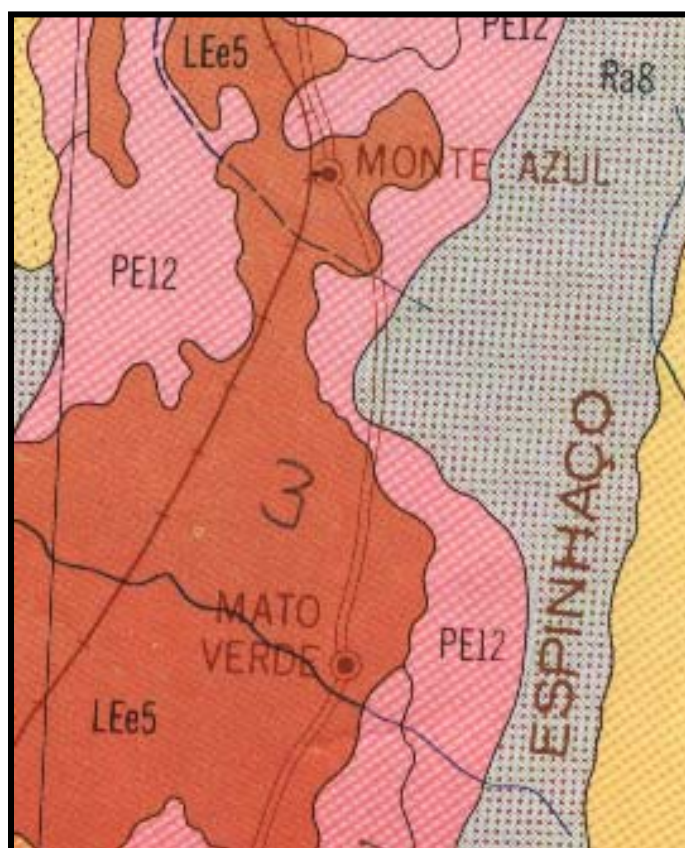 PE12
LEe5
Ra8
MONTE AZUL
PE12
ESPINHAÇO
3
MATO
VERDE
PE12
LEe5